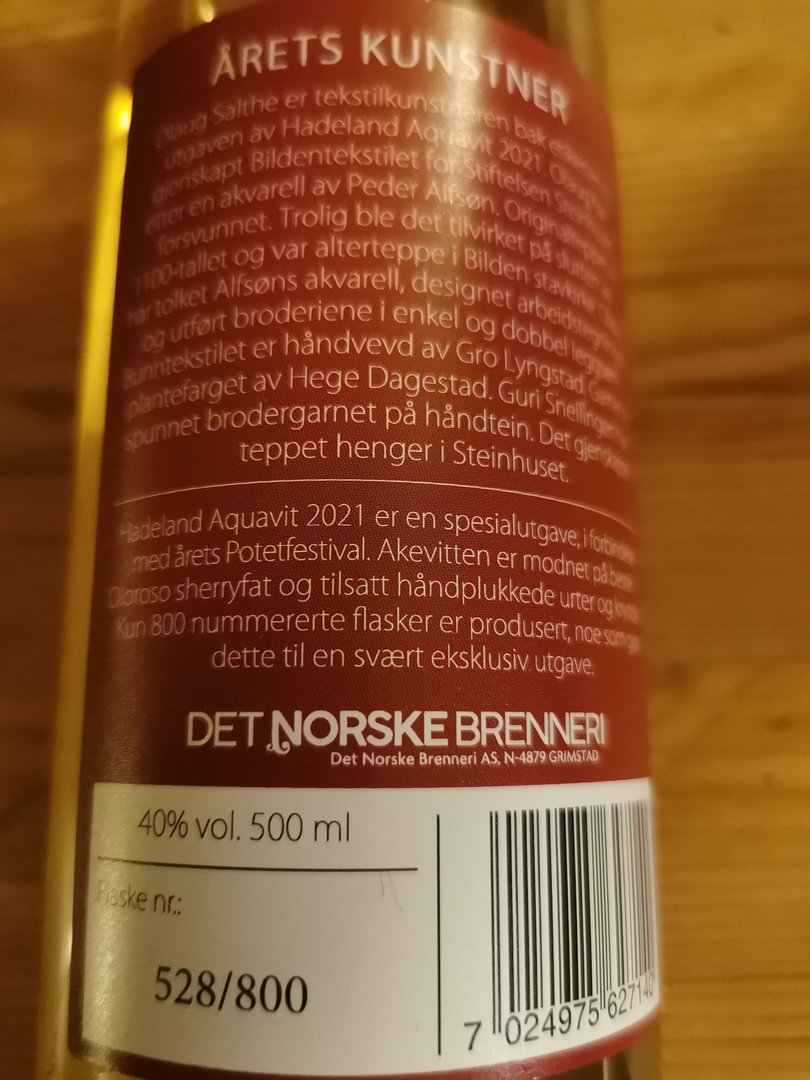 ÅRETS KUNSTNER
Olaug Salthe er tekstilkunstneren bak
utgaven av Hadeland Aquavit 2021 Olaug
gjenskapt Bildentekstilet for Stiftelsen
etter en akvarell av Peder Alfsøn.
forsvunnet. Trolig ble det tilvirket på
1100-tallet og var alterteppe i Bilden
har tolket Alfsøns akvarell, designet
og utført broderiene i enkel og dobbel
Bunntekstilet er håndvevd av Gro Lyngstad.
plantefarget av Hege Dagestad. Guri
spunnet brodergarnet på håndtein. Det
teppet henger i Steinhuset.
Hadeland Aquavit 2021 er en spesialutgave, i
med årets Potetfestival. Akevitten er modnet på
Oloroso sherryfat og tilsatt håndplukkede urter og
Kun 800 nummererte flasker er produsert, noe som
dette til en svært eksklusiv utgave.
DET NORSKE BRENNERI
Det Norske Brenneri AS, N-4879 GRIMSTAD
40% vol. 500 ml
Flaske nr.:
528/800
7 024975 627140